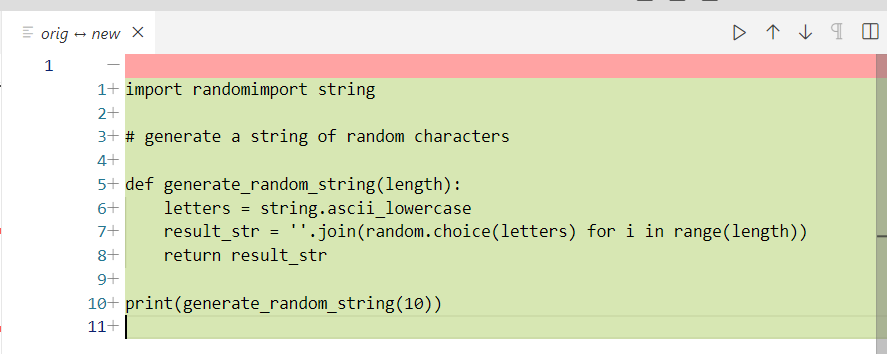 orig ↔ new
1 —
1+ import randomimport string
2+
3+ # generate a string of random characters
4+
5+ def generate_random_string(length):
6+     letters = string.ascii_lowercase
7+     result_str = ''.join(random.choice(letters) for i in range(length))
8+     return result_str
9+
10+ print(generate_random_string(10))
11+